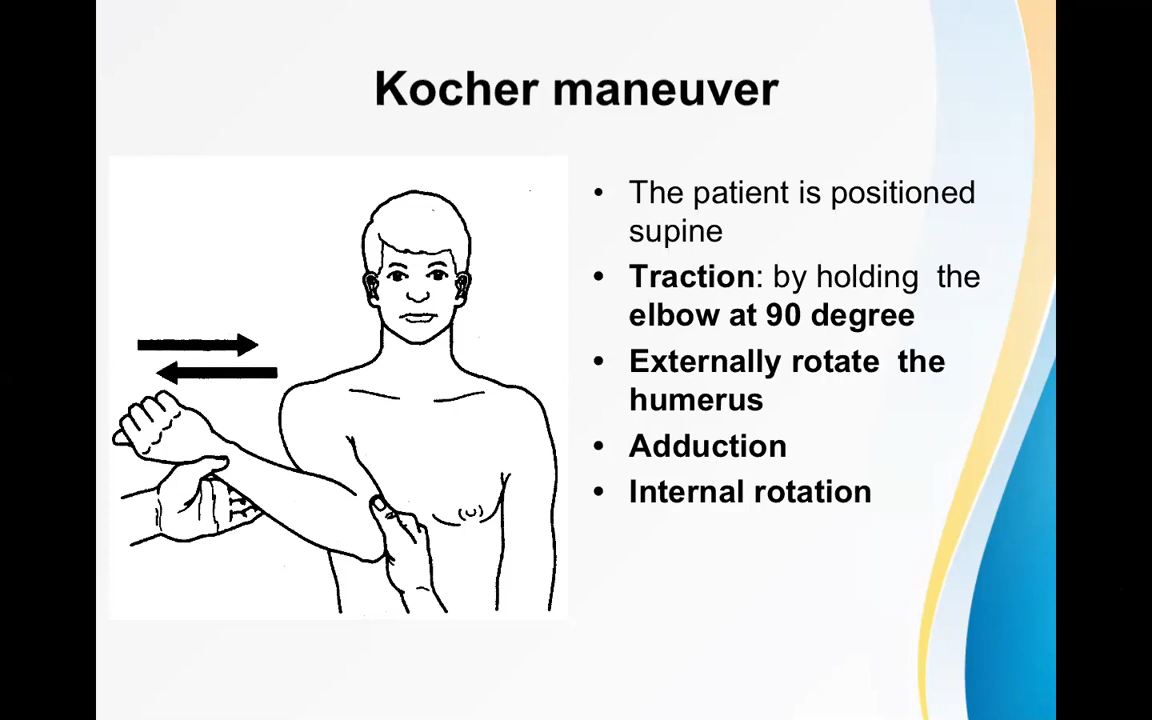 Kocher maneuver
• The patient is positioned
supine
• Traction: by holding the
elbow at 90 degree
• Externally rotate the
humerus
• Adduction
• Internal rotation